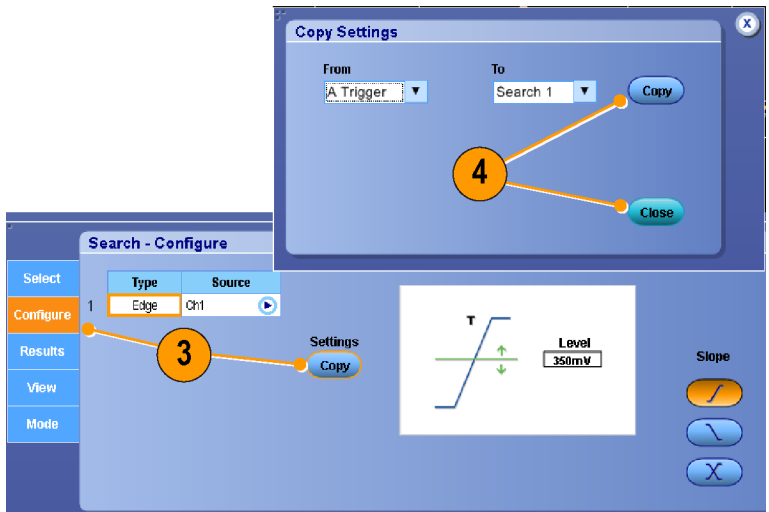 Copy Settings
X
From
To
A Trigger
Search 1
Copy
4
Close
Search - Configure
Select
Configure
Results
View
Mode
Type
Source
1
Edge
Ch1
3
Settings
Copy
T
Level
350mV
Slope